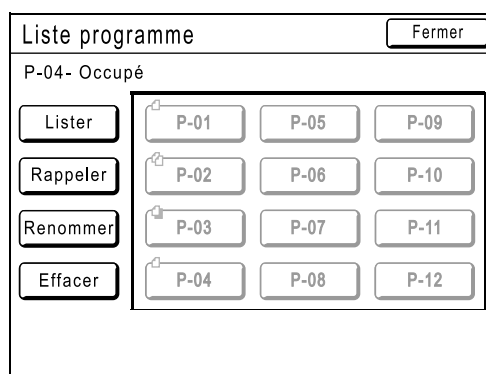 Liste programme
Fermer
P-04- Occupé
Lister P-01 P-05 P-09
Rappeler P-02 P-06 P-10
Renommer P-03 P-07 P-11
Effacer P-04 P-08 P-12